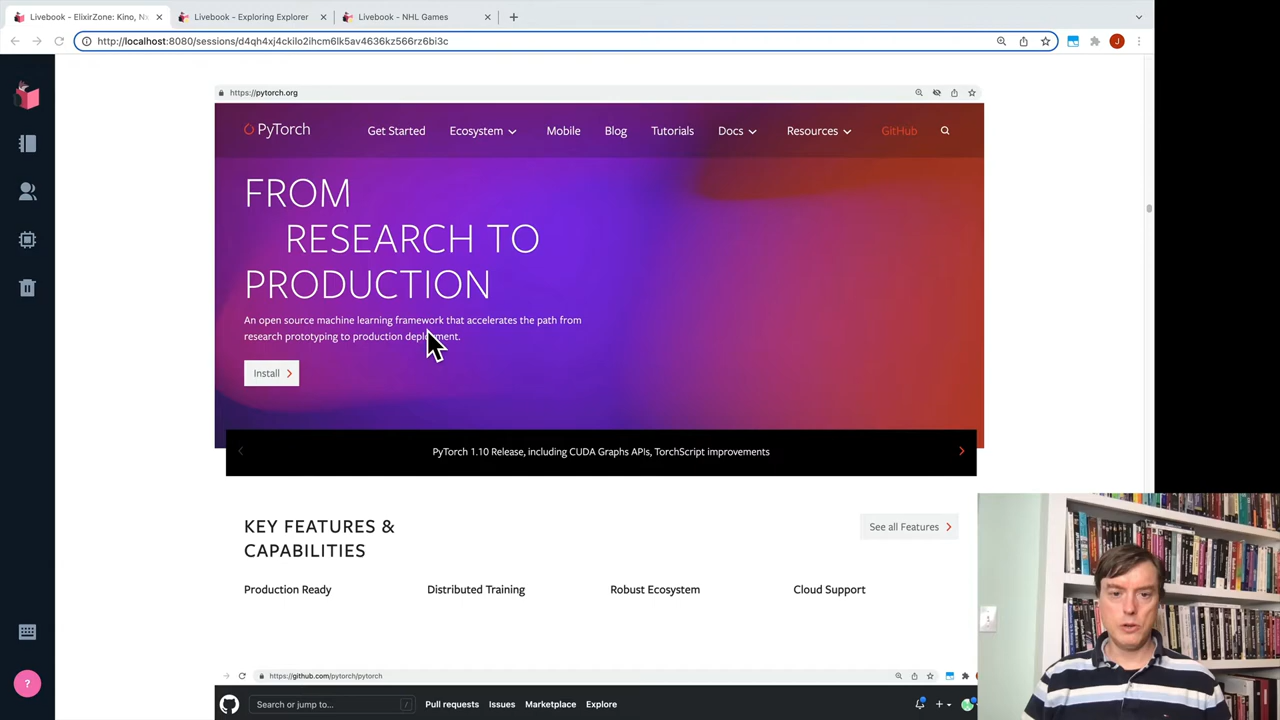 Livebook - ElixirZone: Kino, Nx
Livebook - Exploring Explorer
Livebook - NHL Games
http://localhost:8080/sessions/d4qh4xj4ckilo2ihcm6lk5av4636kz566rz6bi3c
J
https://pytorch.org
PyTorch
Get Started
Ecosystem
Mobile
Blog
Tutorials
Docs
Resources
GitHub
FROM
RESEARCH TO
PRODUCTION
An open source machine learning framework that accelerates the path from
research prototyping to production deployment.
Install
PyTorch 1.10 Release, including CUDA Graphs APIs, TorchScript improvements
KEY FEATURES &
CAPABILITIES
See all Features
Production Ready
Distributed Training
Robust Ecosystem
Cloud Support
https://github.com/pytorch/pytorch
Search or jump to...
/
Pull requests
Issues
Marketplace
Explore
?